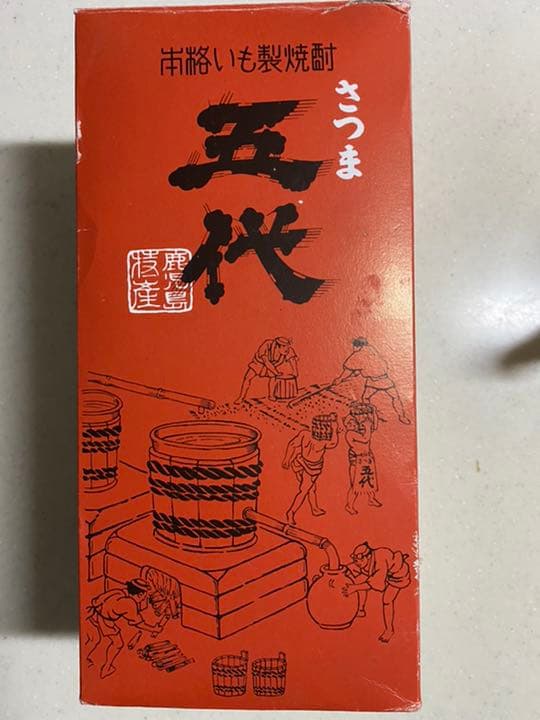 本格いも製焼酎
さつま
五代
鹿児島
特産
五代